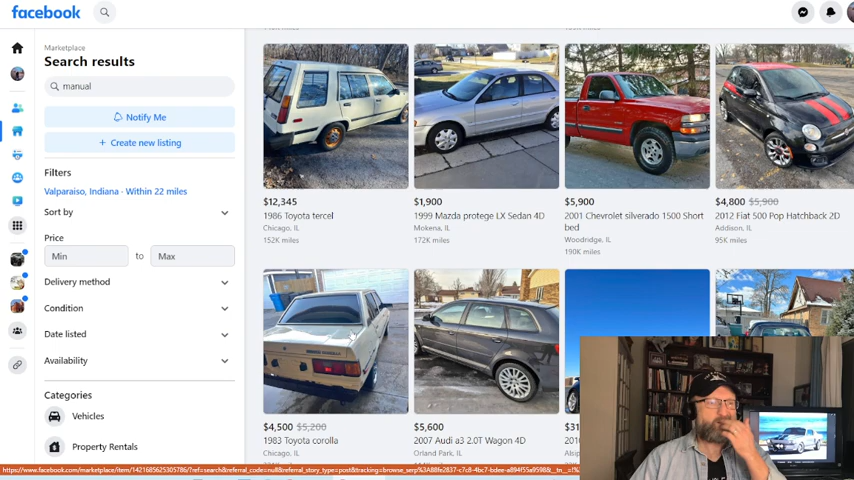 facebook
Marketplace
Search results
manual
Notify Me
+ Create new listing
Filters
Valparaiso, Indiana · Within 22 miles
Sort by
Price
Min
to
Max
Delivery method
Condition
Date listed
Availability
Categories
Vehicles
Property Rentals
$12,345
1986 Toyota tercel
Chicago, IL
152K miles
$1,900
1999 Mazda protege LX Sedan 4D
Mokena, IL
172K miles
$5,900
2001 Chevrolet silverado 1500 Short bed
Woodridge, IL
190K miles
$4,800 $5,900
2012 Fiat 500 Pop Hatchback 2D
Addison, IL
95K miles
$4,500 $5,200
1983 Toyota corolla
Chicago, IL
$5,600
2007 Audi a3 2.0T Wagon 4D
Orland Park, IL